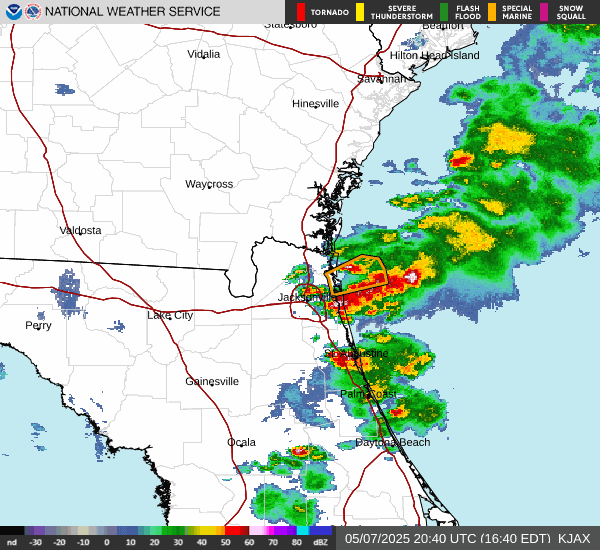 NATIONAL WEATHER SERVICE
TORNADO
SEVERE THUNDERSTORM
FLASH FLOOD
SPECIAL MARINE
SNOW SQUALL
Statesboro
Beaufort
Vidalia
Hilton Head Island
Savannah
Hinesville
Waycross
Valdosta
Jacksonville
Lake City
Perry
St. Augustine
Gainesville
Palm Coast
Ocala
Daytona Beach
nd -30 -20 -10 0 10 20 30 40 50 60 70 80 dBZ
05/07/2025 20:40 UTC (16:40 EDT) KJAX